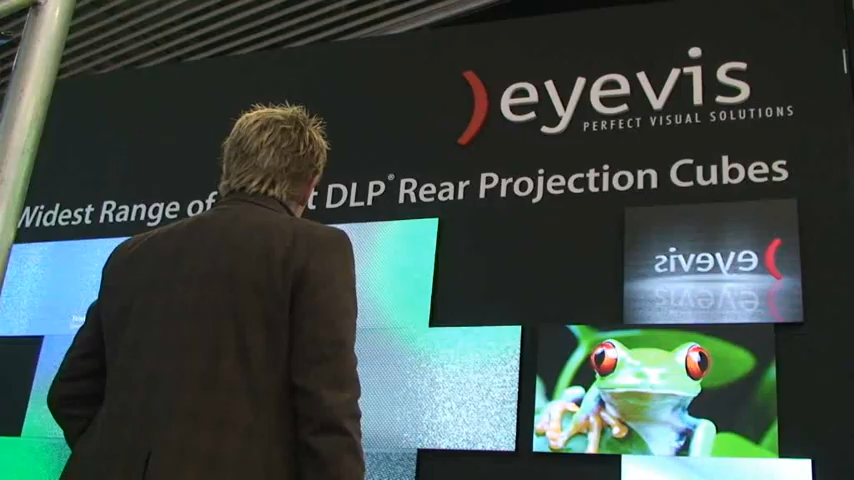 eyevis
PERFECT VISUAL SOLUTIONS
Widest Range of
DLP® Rear Projection Cubes
eyevis